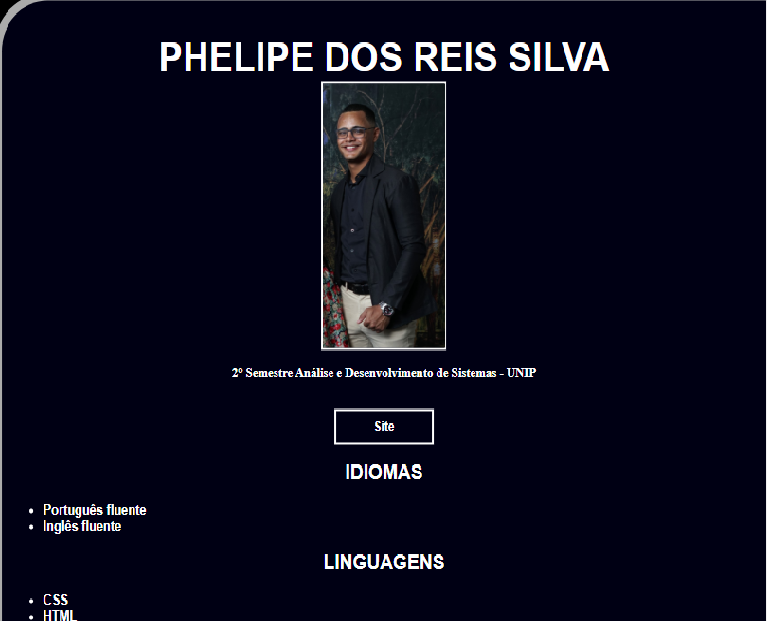 PHELIPE DOS REIS SILVA
2º Semestre Análise e Desenvolvimento de Sistemas - UNIP
Site
IDIOMAS
Português fluente
Inglês fluente
LINGUAGENS
CSS
HTML